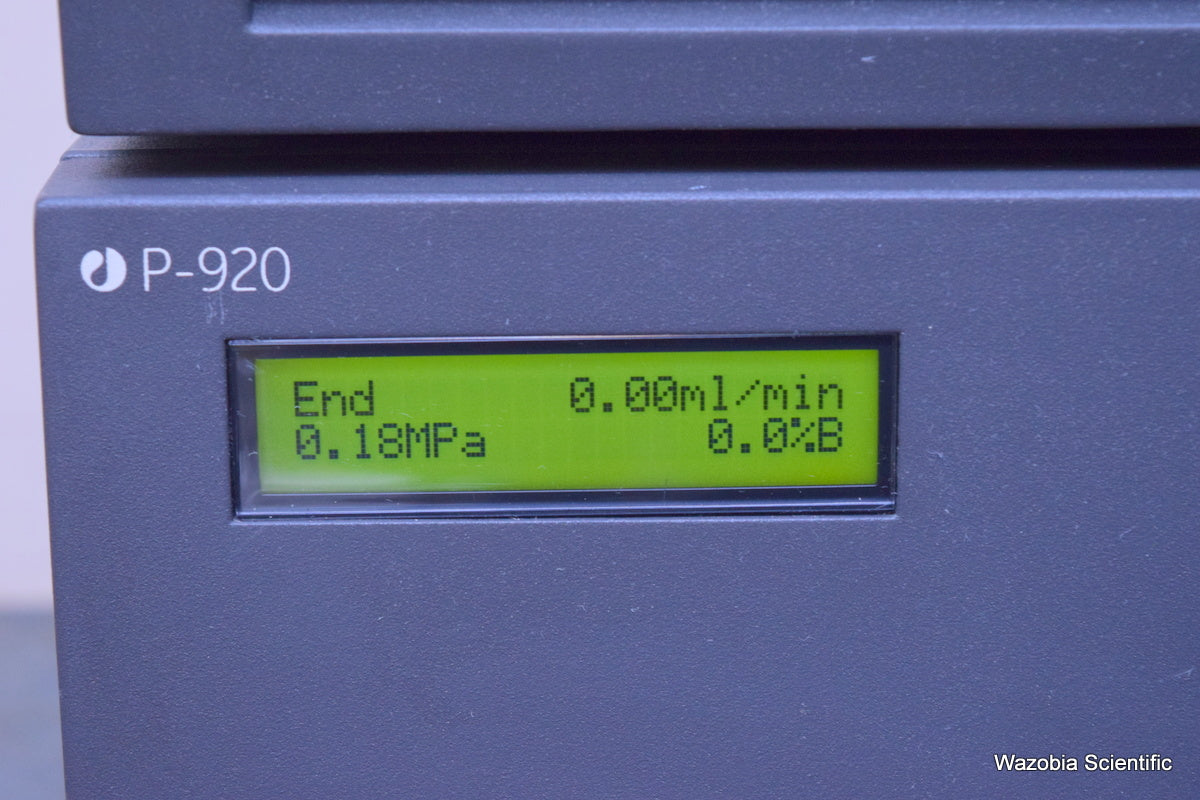 P-920
End 0.00ml/min
0.18MPa 0.0%B
Wazobia Scientific